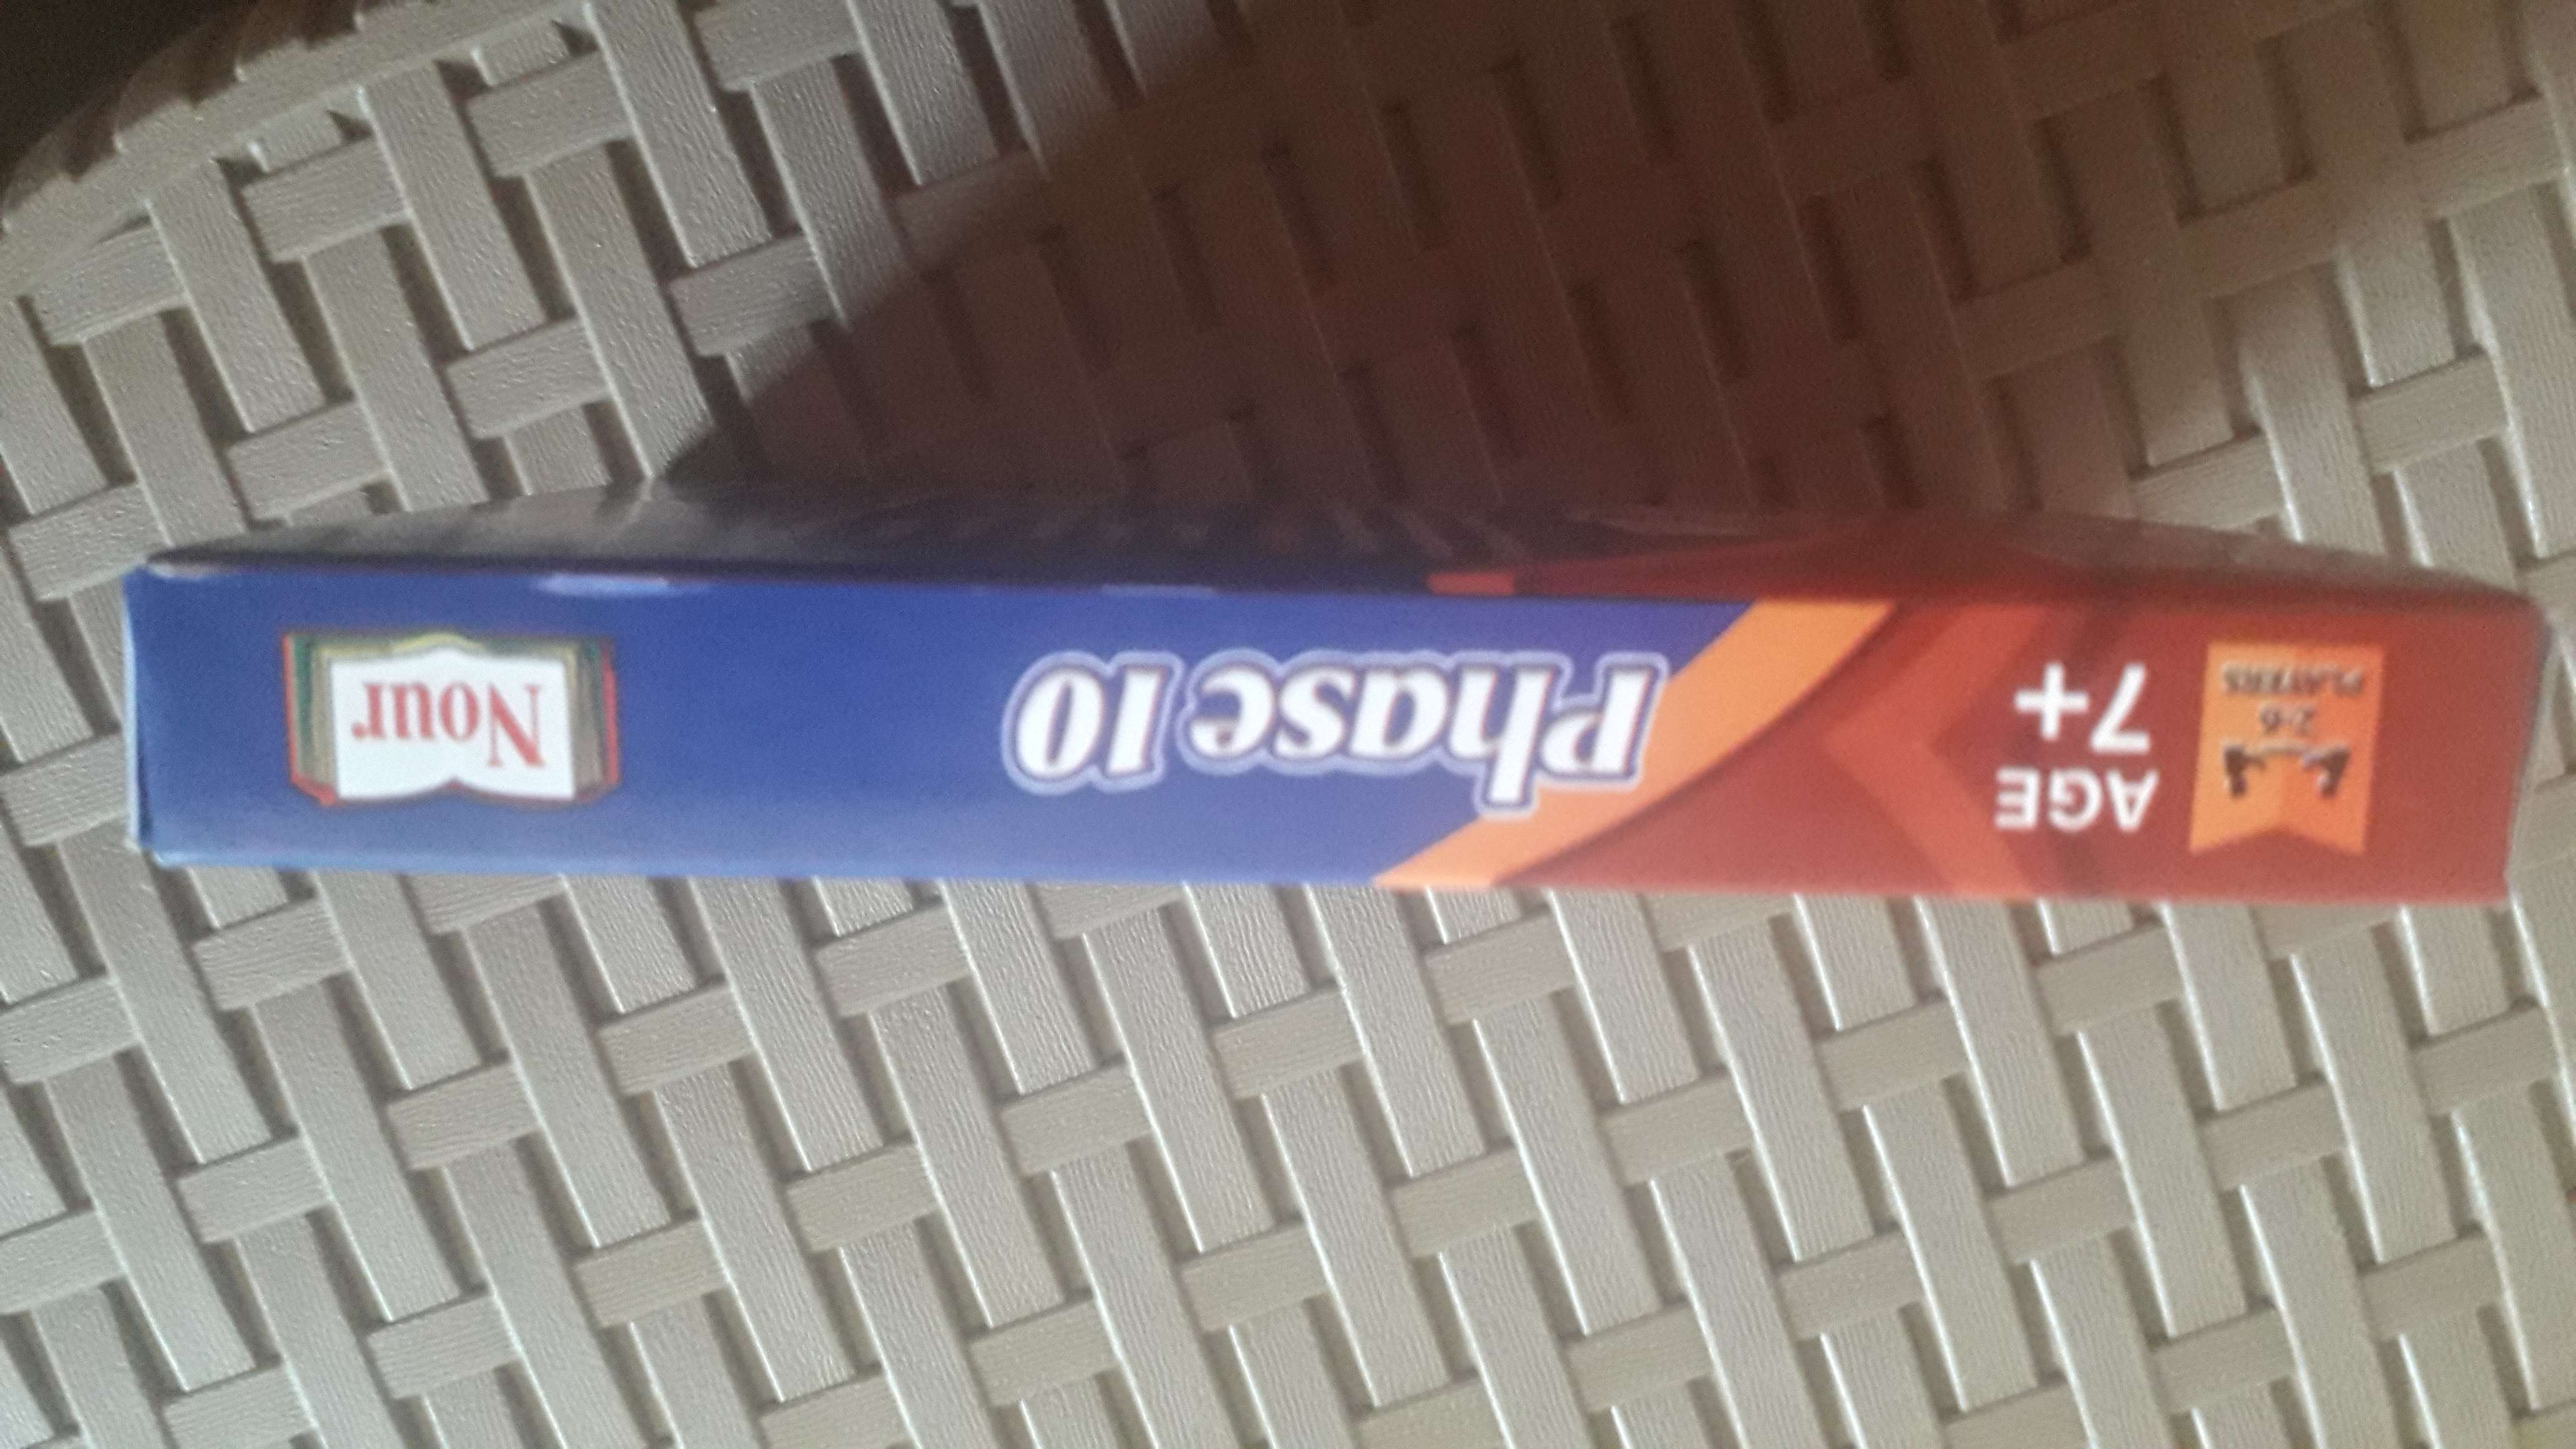 2-6
PLAYERS
AGE
7+
Phase 10
Nour